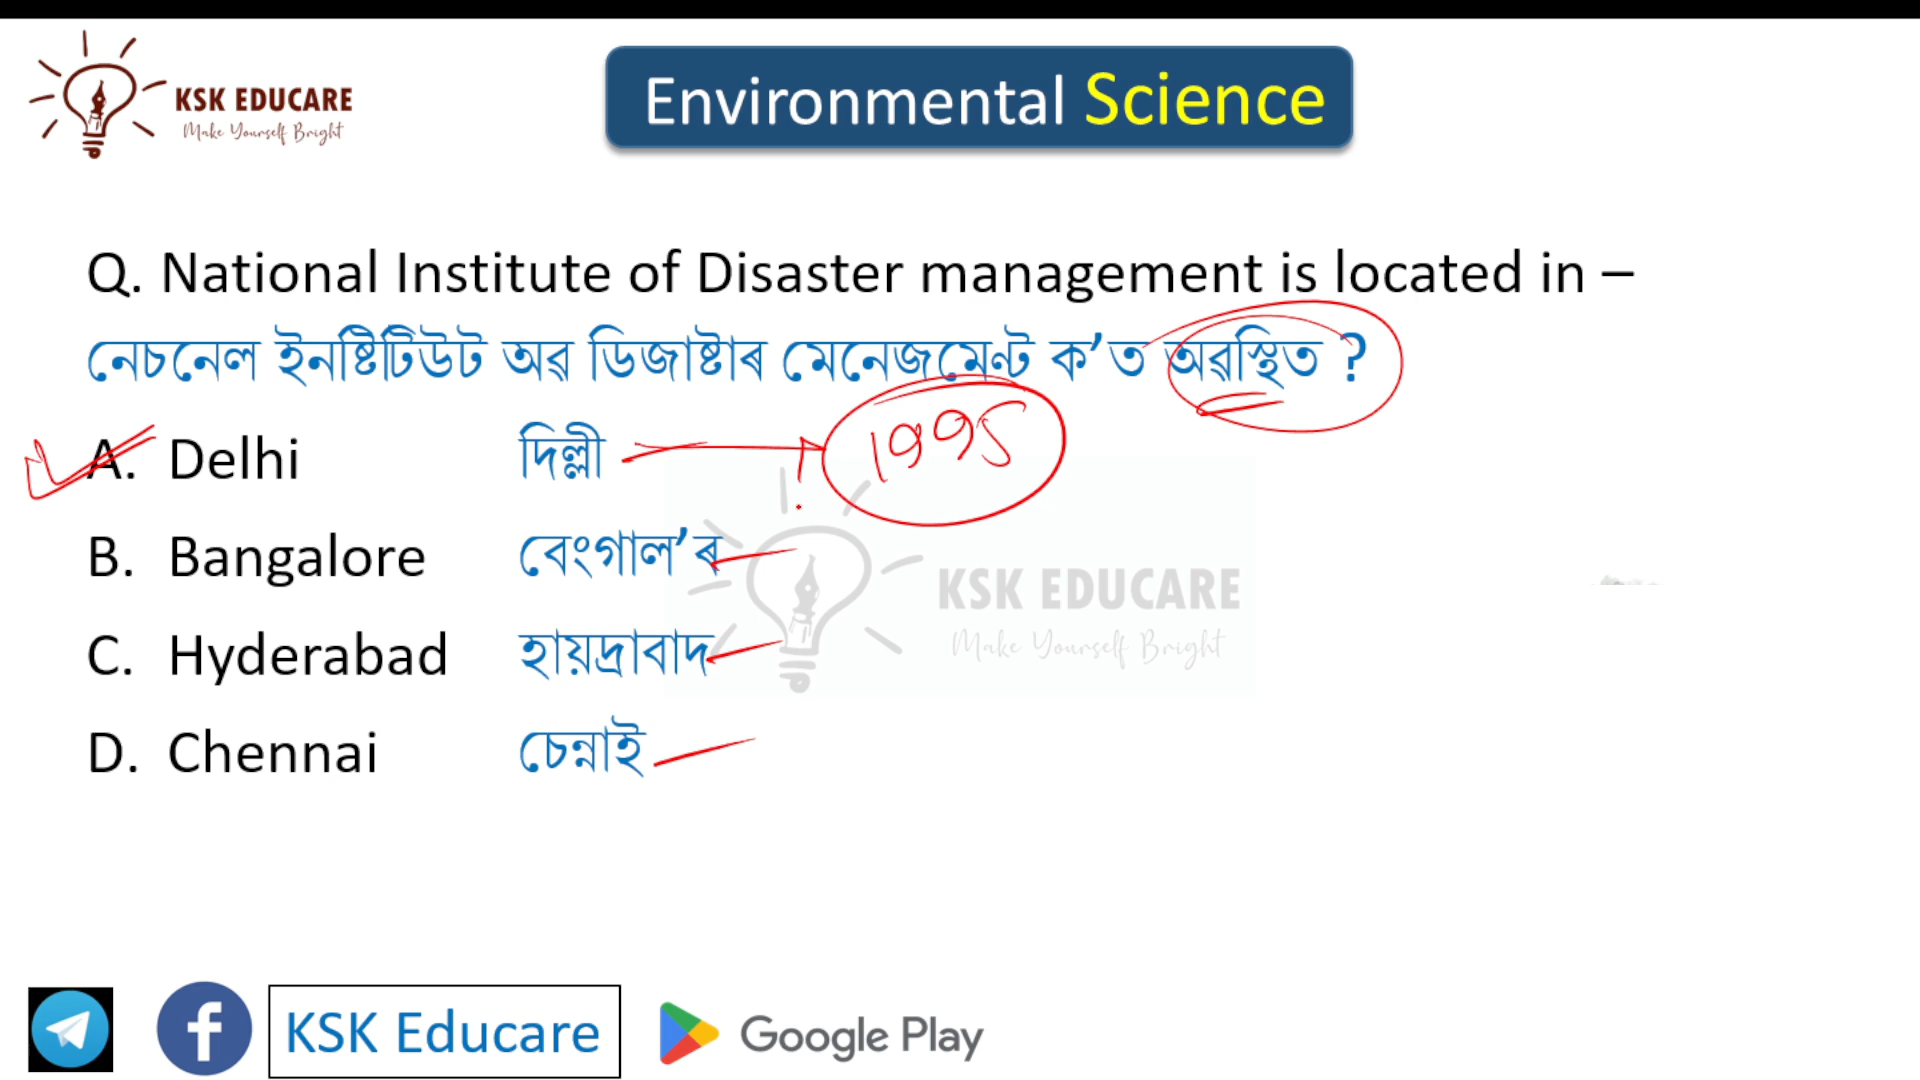 KSK EDUCARE
Make Yourself Bright
Environmental Science
Q. National Institute of Disaster management is located in –
নেচনেল ইনষ্টিটিউট অৱ ডিজাষ্টাৰ মেনেজমেণ্ট ক’ত অৱস্থিত ?
A. Delhi দিল্লী 1995
B. Bangalore বেংগাল’ৰ
C. Hyderabad হায়দ্ৰাবাদ
D. Chennai চেন্নাই
KSK EDUCARE
Make Yourself Bright
KSK Educare
Google Play